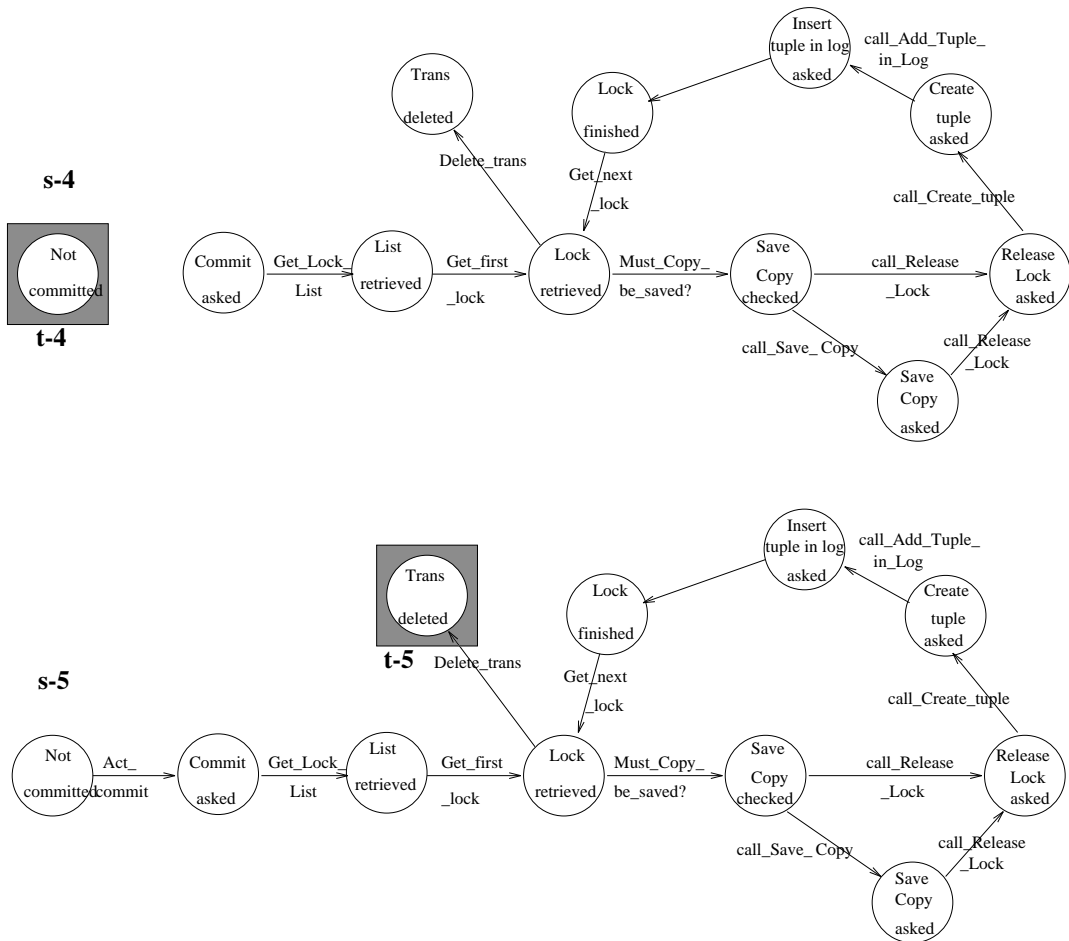 Insert
tuple in log
asked
call_Add_Tuple_
in_Log
Trans
deleted
Lock
finished
Create
tuple
asked
Delete_trans
Get_next
_lock
call_Create_tuple
s-4
Not
committed
t-4
Commit
asked
Get_Lock_
List
List
retrieved
Get_first
_lock
Lock
retrieved
Must_Copy_
be_saved?
Save
Copy
checked
call_Release
_Lock
Release
Lock
asked
call_Save_ Copy
call_Release
_Lock
Save
Copy
asked
Insert
tuple in log
asked
call_Add_Tuple_
in_Log
Trans
deleted
t-5
Lock
finished
Create
tuple
asked
Delete_trans
Get_next
_lock
call_Create_tuple
s-5
Not
committed
Act_
commit
Commit
asked
Get_Lock_
List
List
retrieved
Get_first
_lock
Lock
retrieved
Must_Copy_
be_saved?
Save
Copy
checked
call_Release
_Lock
Release
Lock
asked
call_Save_ Copy
call_Release
_Lock
Save
Copy
asked